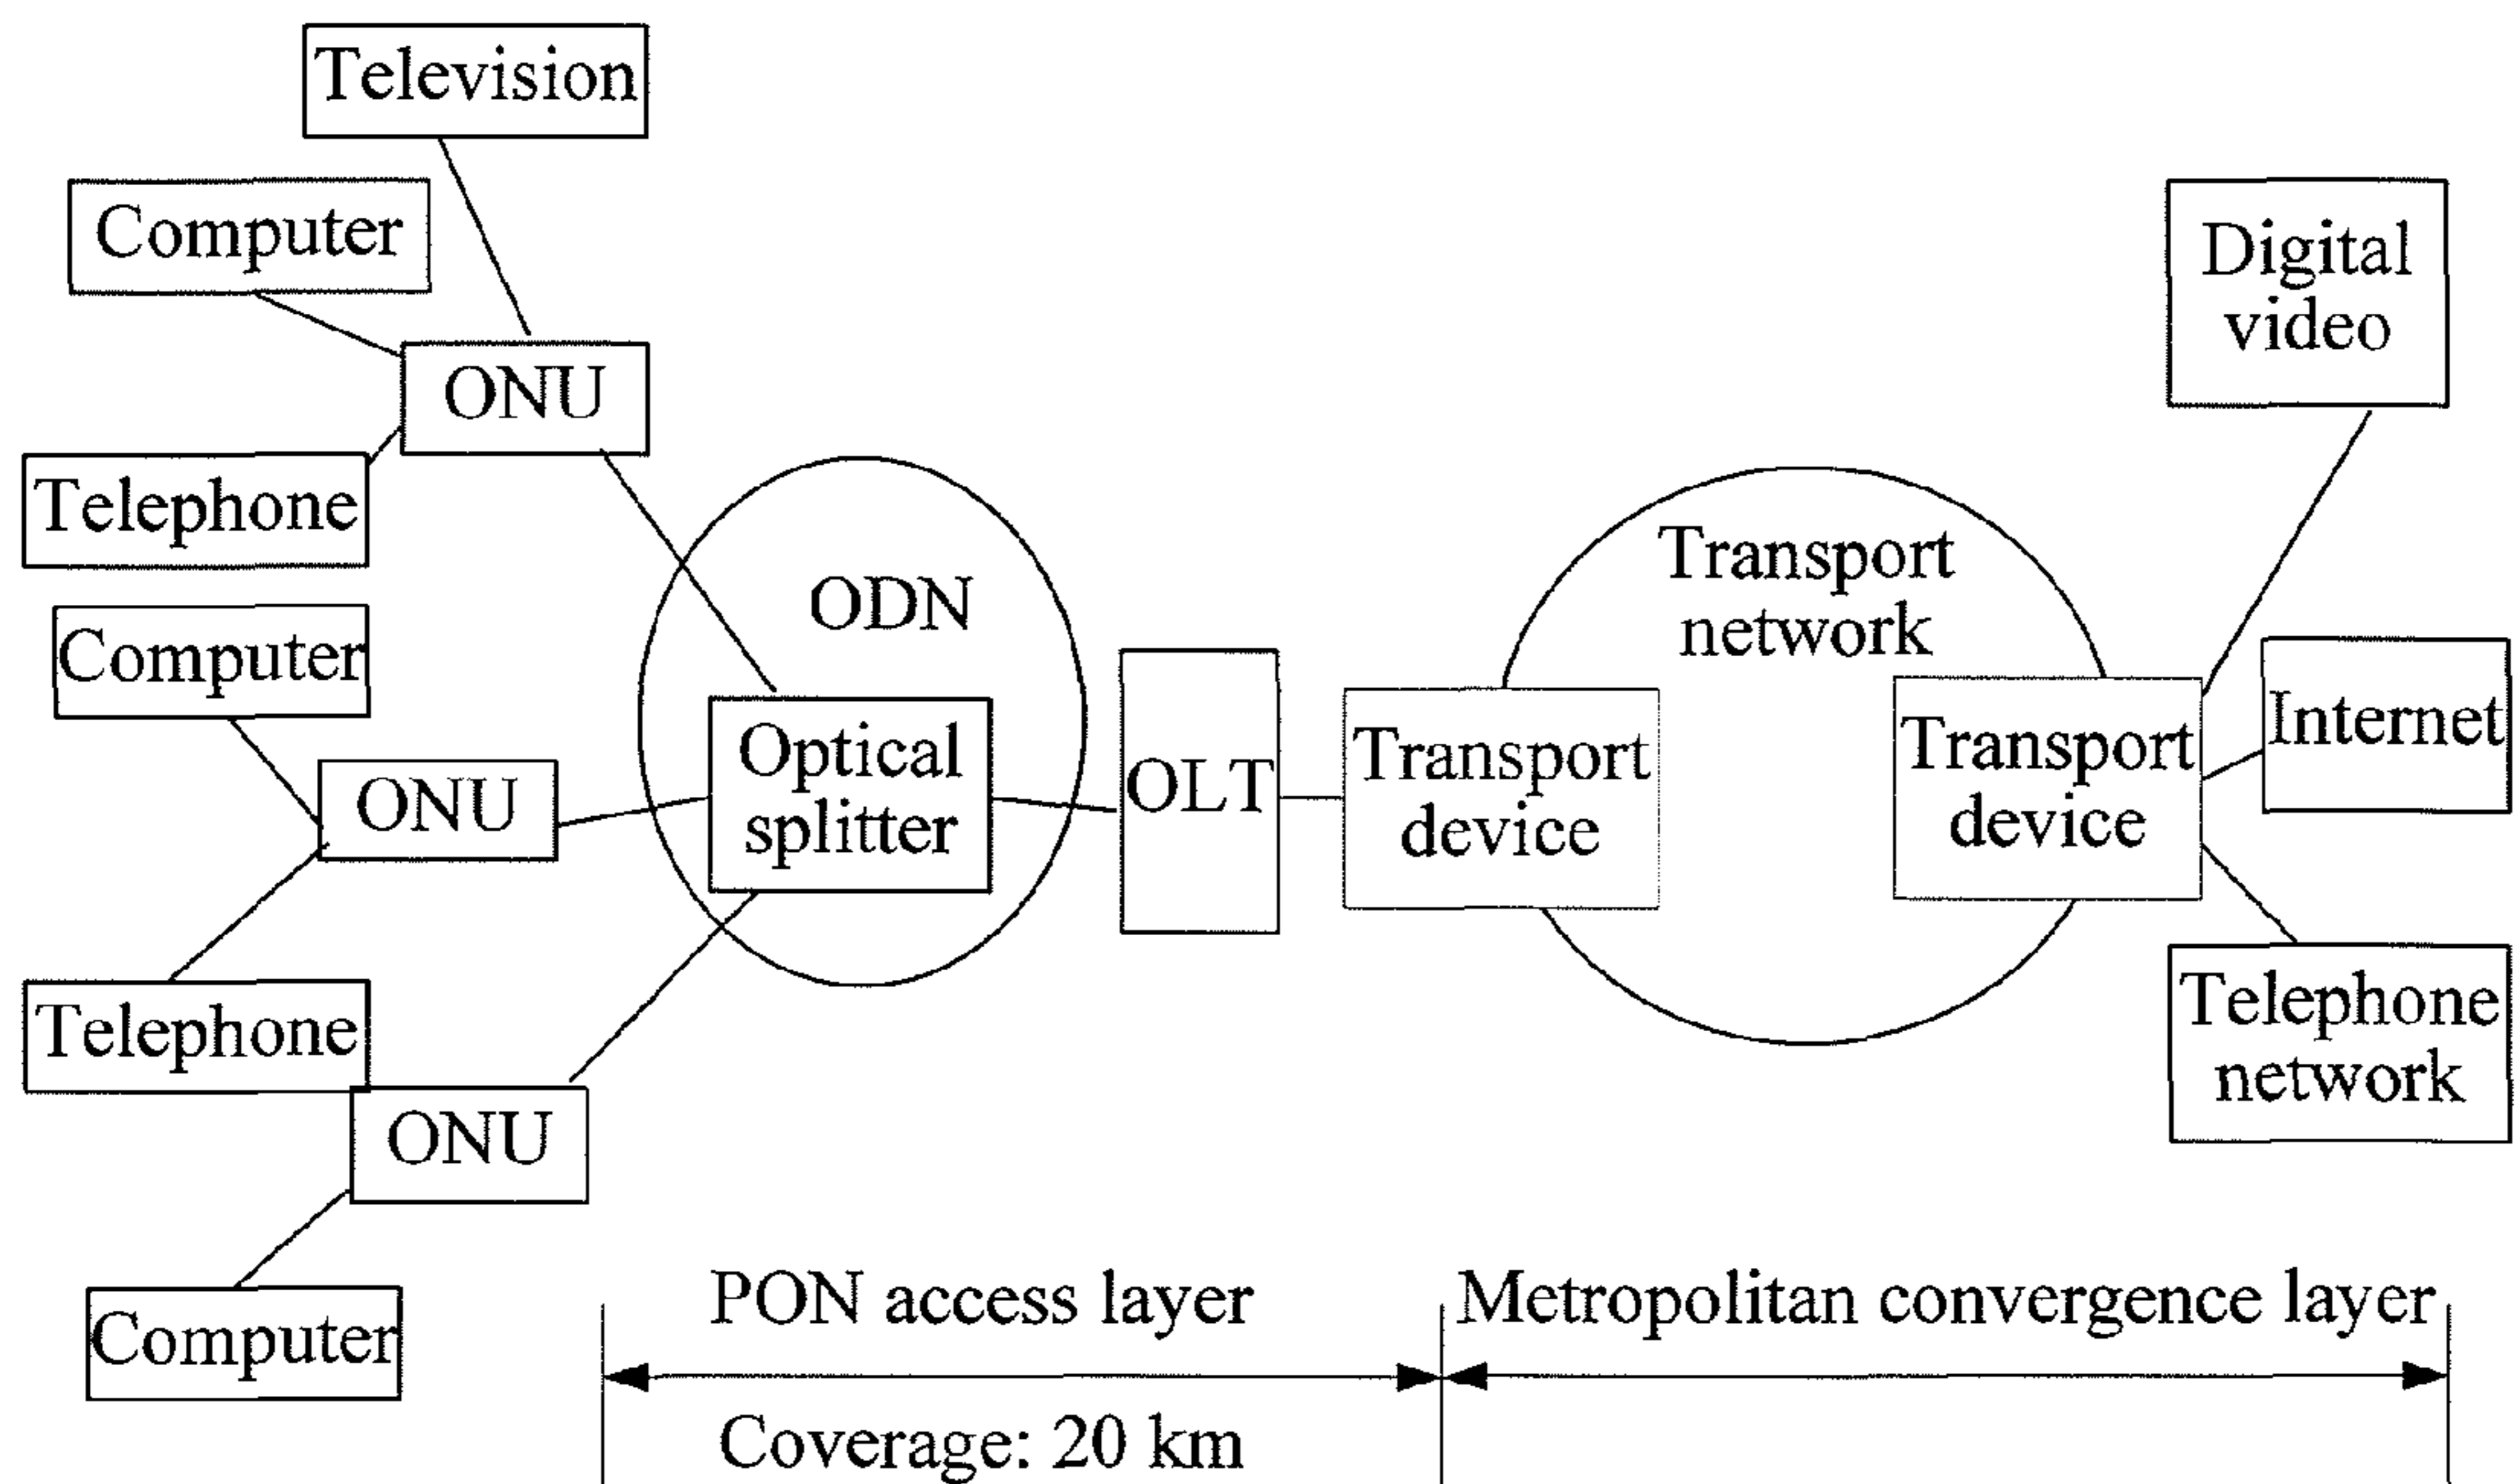 Television
Computer
ONU
Telephone
Computer
ONU
Telephone
ONU
Computer
ODN
Optical
splitter
OLT
Transport
network
Transport
device
Transport
device
Digital
video
Internet
Telephone
network
PON access layer
Metropolitan convergence layer
Coverage: 20 km